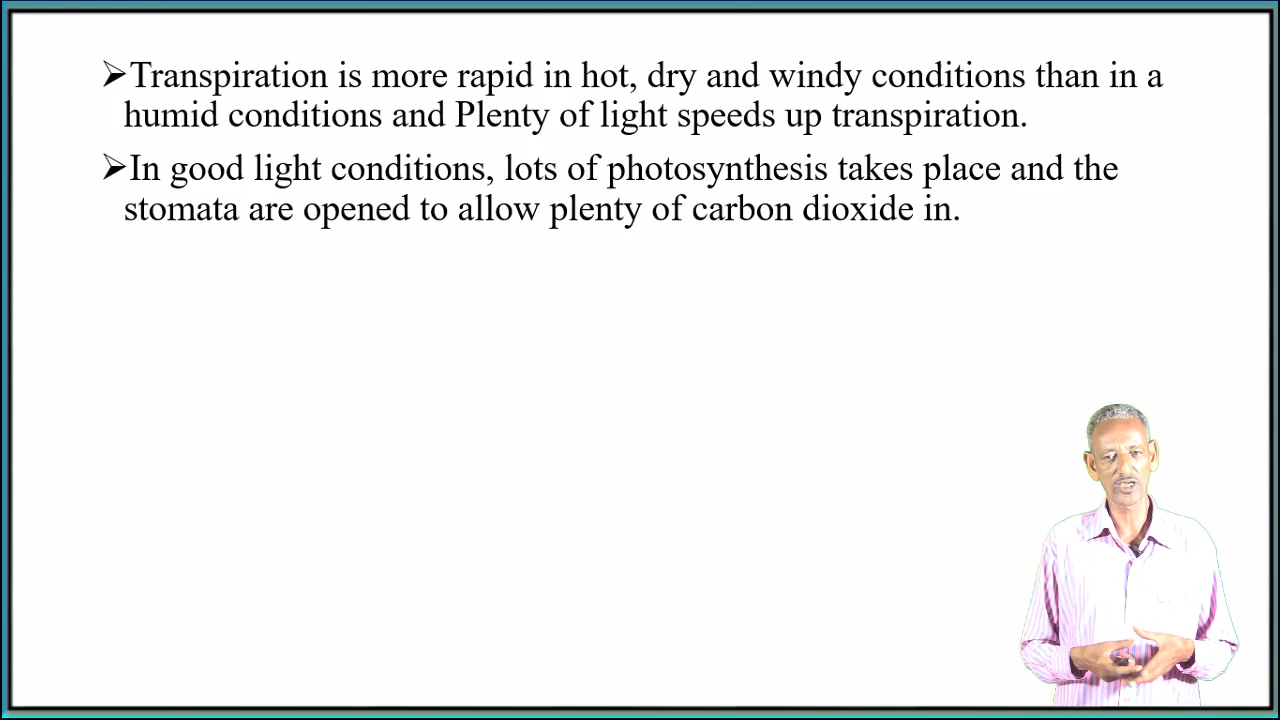 ➢Transpiration is more rapid in hot, dry and windy conditions than in a
humid conditions and Plenty of light speeds up transpiration.
➢In good light conditions, lots of photosynthesis takes place and the
stomata are opened to allow plenty of carbon dioxide in.